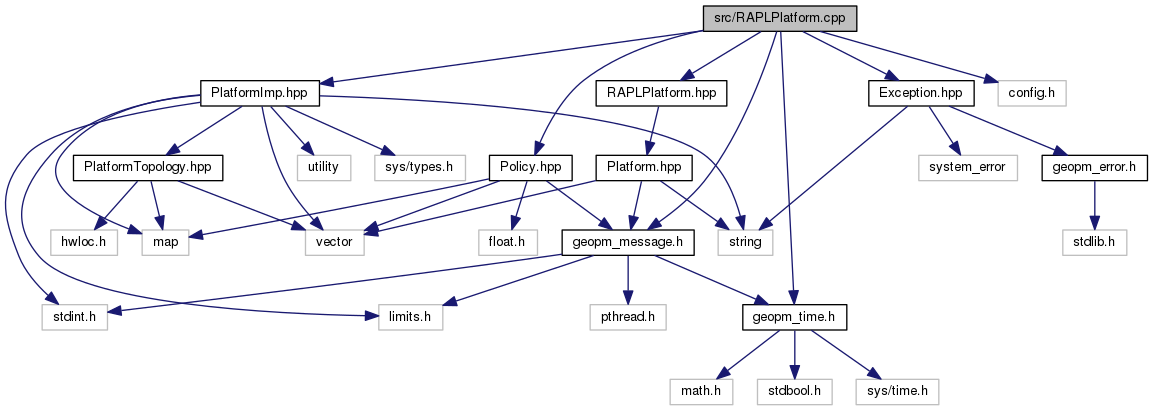 src/RAPLPlatform.cpp
PlatformImp.hpp
RAPLPlatform.hpp
Exception.hpp
config.h
PlatformTopology.hpp
utility
sys/types.h
Policy.hpp
Platform.hpp
system_error
geopm_error.h
hwloc.h
map
vector
float.h
geopm_message.h
string
stdlib.h
stdint.h
limits.h
pthread.h
geopm_time.h
math.h
stdbool.h
sys/time.h